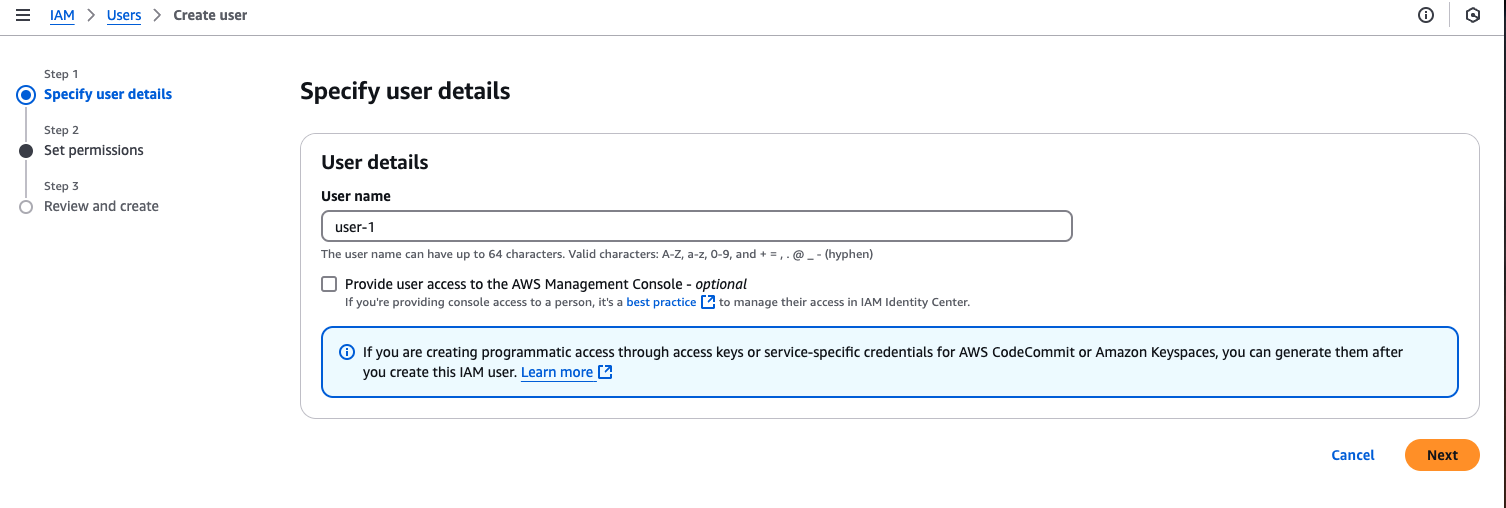 IAM > Users > Create user
Step 1
Specify user details
Step 2
Set permissions
Step 3
Review and create
Specify user details
User details
User name
user-1
The user name can have up to 64 characters. Valid characters: A-Z, a-z, 0-9, and + = , . @ _ - (hyphen)
Provide user access to the AWS Management Console - optional
If you're providing console access to a person, it's a best practice to manage their access in IAM Identity Center.
If you are creating programmatic access through access keys or service-specific credentials for AWS CodeCommit or Amazon Keyspaces, you can generate them after
you create this IAM user. Learn more
Cancel
Next